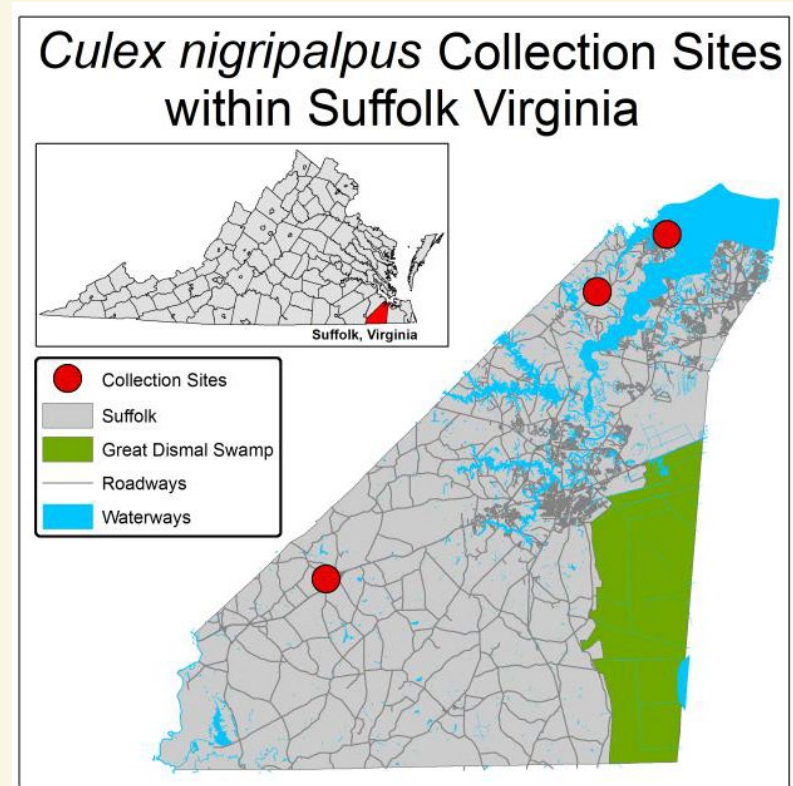 Culex nigripalpus Collection Sites
within Suffolk Virginia
Suffolk, Virginia
Collection Sites
Suffolk
Great Dismal Swamp
Roadways
Waterways